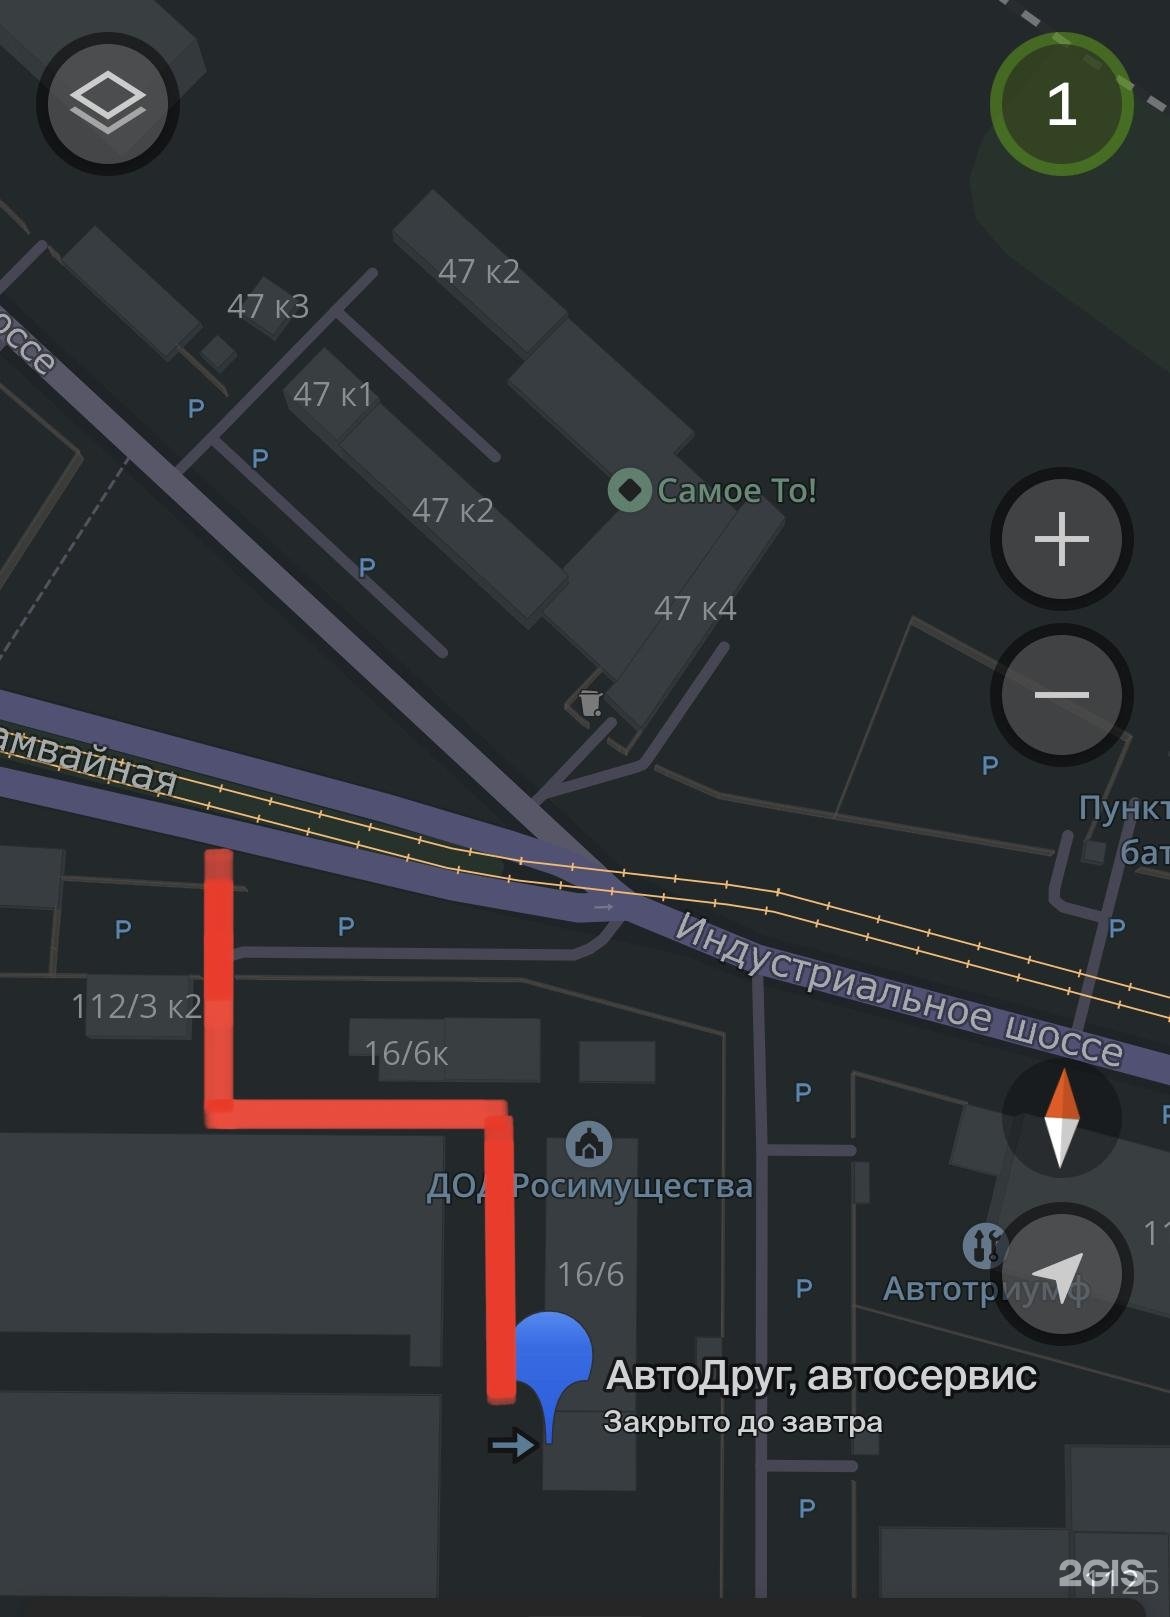 1
47 к2
47 к3
47 к1
47 к2
Самое То!
47 к4
P
P
P
P
Пункт
бат
P
P
P
112/3 к2
Индустриальное шоссе
16/6к
P
P
ДОД Росимущества
16/6
P
Автотриумф
АвтоДруг, автосервис
Закрыто до завтра
P
2GIS
112Б